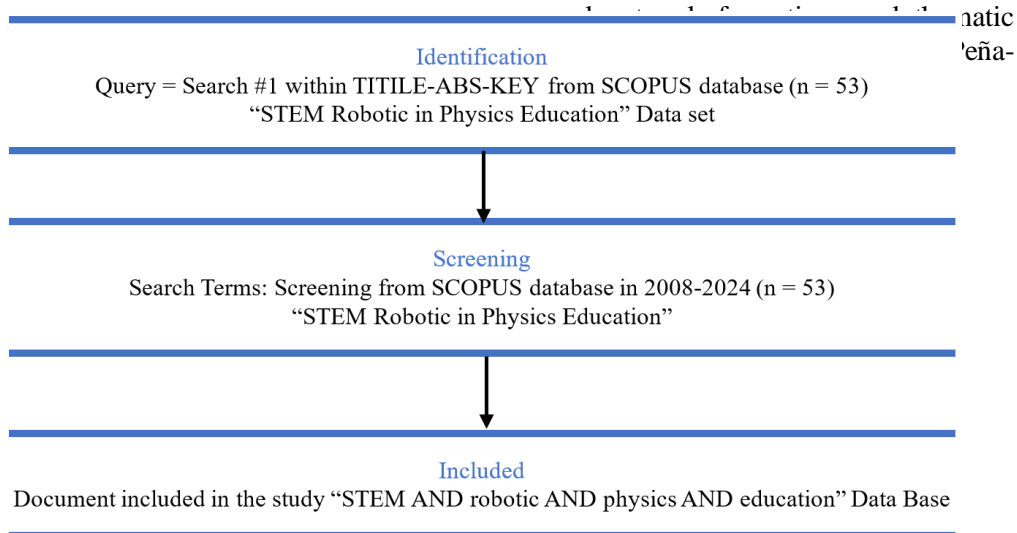 Identification
Query = Search #1 within TITILE-ABS-KEY from SCOPUS database (n = 53)
“STEM Robotic in Physics Education” Data set
Screening
Search Terms: Screening from SCOPUS database in 2008-2024 (n = 53)
“STEM Robotic in Physics Education”
Included
Document included in the study “STEM AND robotic AND physics AND education” Data Base